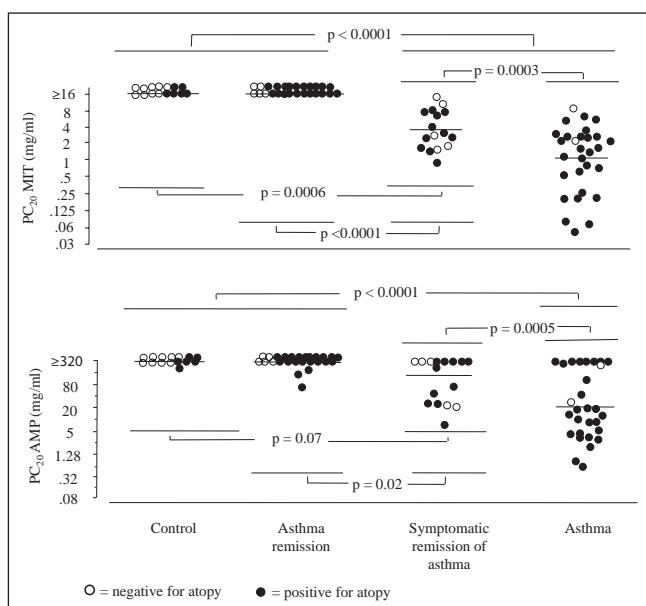 p < 0.0001
p = 0.0003
≥16
8
4
2
1
.5
.25
.125
.06
.03
PC20 MIT (mg/ml)
p = 0.0006
p <0.0001
p < 0.0001
p = 0.0005
≥320
80
20
5
1.28
.32
.08
PC20 AMP (mg/ml)
p = 0.07
p = 0.02
Control
Asthma
remission
Symptomatic
remission of
asthma
Asthma
= negative for atopy
= positive for atopy